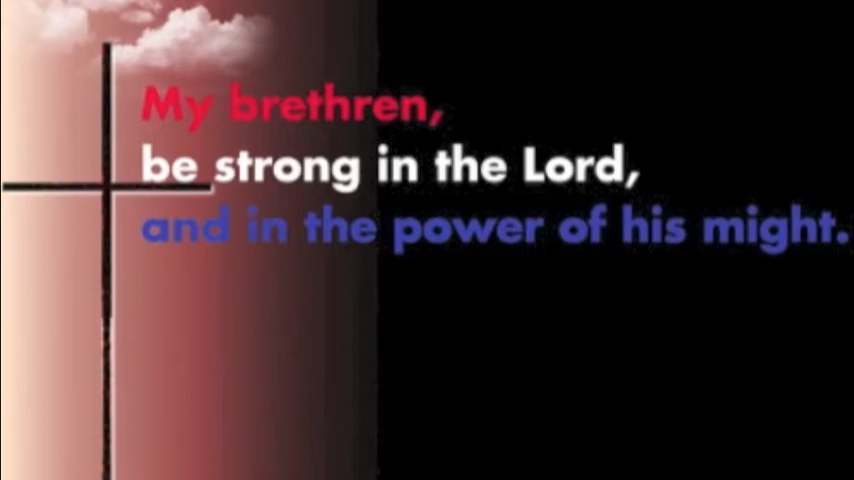 My brethren,
be strong in the Lord,
and in the power of his might.